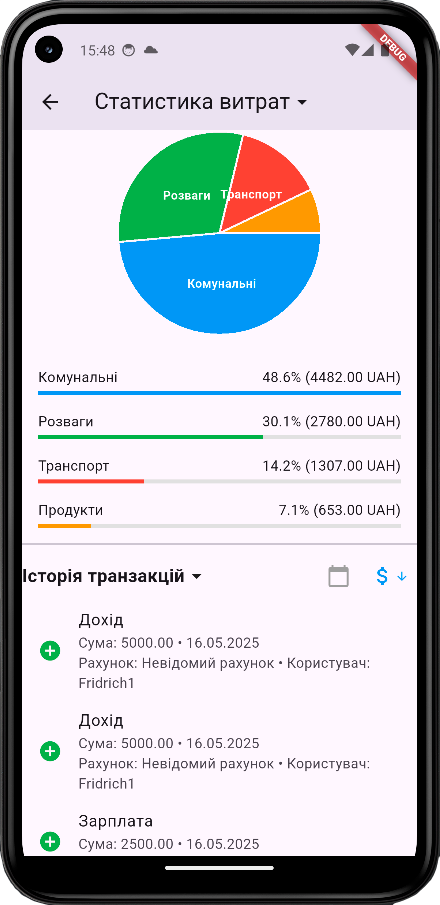 15:48
DEBUG
Статистика витрат
Розваги
Транспорт
Комунальні
Комунальні 48.6% (4482.00 UAH)
Розваги 30.1% (2780.00 UAH)
Транспорт 14.2% (1307.00 UAH)
Продукти 7.1% (653.00 UAH)
Історія транзакцій
$
Дохід
Сума: 5000.00 • 16.05.2025
Рахунок: Невідомий рахунок • Користувач:
Fridrich1
Дохід
Сума: 5000.00 • 16.05.2025
Рахунок: Невідомий рахунок • Користувач:
Fridrich1
Зарплата
Сума: 2500.00 • 16.05.2025